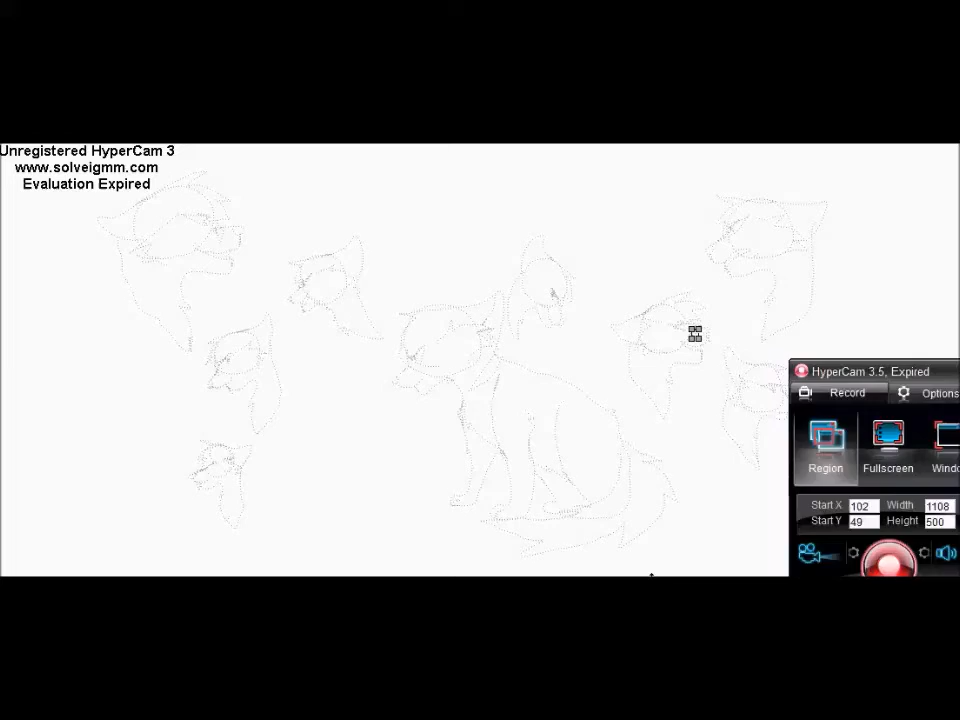 Unregistered HyperCam 3
www.solveigmm.com
Evaluation Expired
HyperCam 3.5, Expired
Record Options
Region Fullscreen
Start X 102 Width 1108
Start Y 49 Height 500